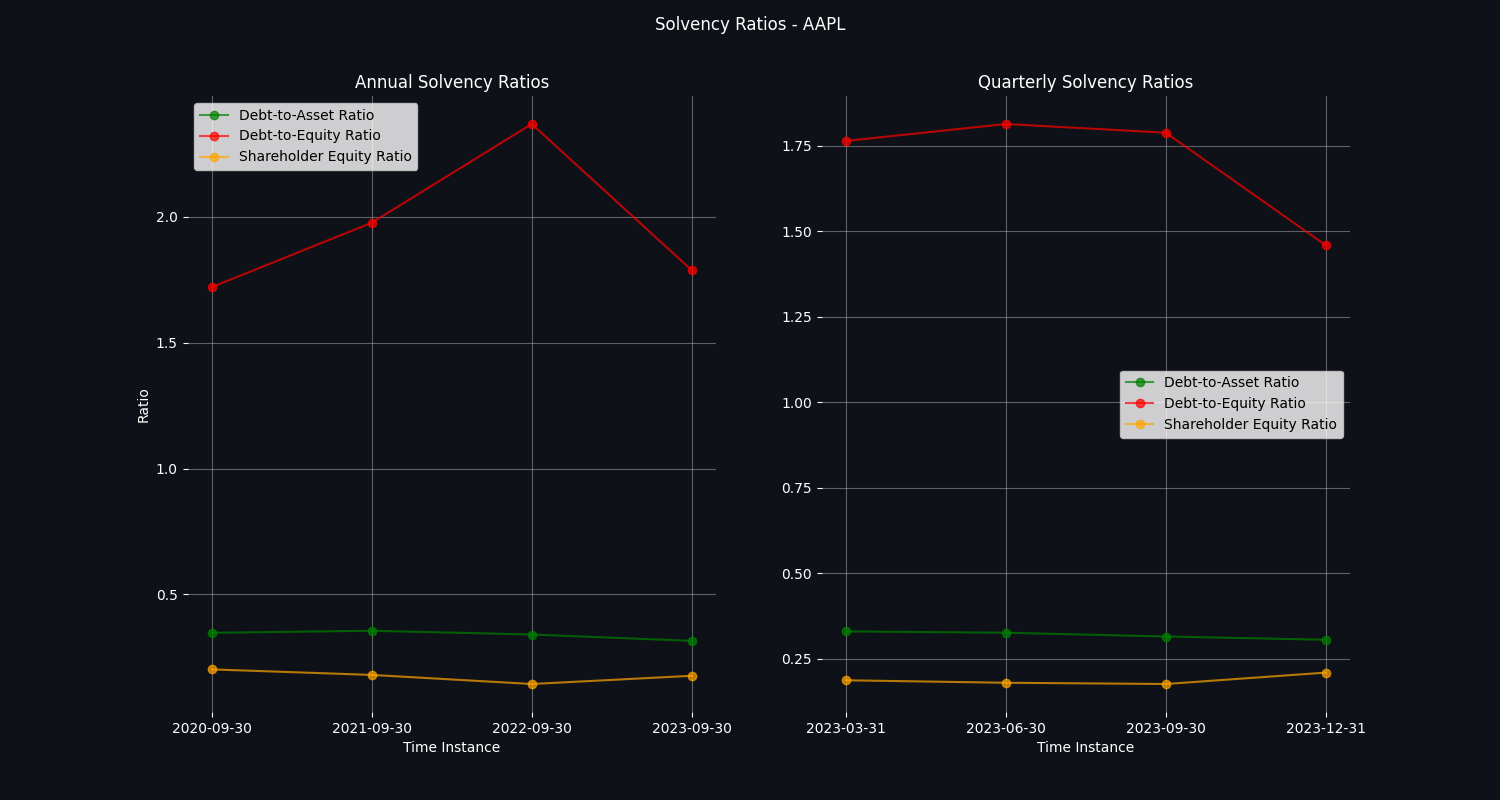 Solvency Ratios - AAPL
Annual Solvency Ratios
Debt-to-Asset Ratio
Debt-to-Equity Ratio
Shareholder Equity Ratio
Ratio
2.0
1.5
1.0
0.5
2020-09-30
2021-09-30
2022-09-30
2023-09-30
Time Instance
Quarterly Solvency Ratios
1.75
1.50
1.25
1.00
0.75
0.50
0.25
Debt-to-Asset Ratio
Debt-to-Equity Ratio
Shareholder Equity Ratio
2023-03-31
2023-06-30
2023-09-30
2023-12-31
Time Instance